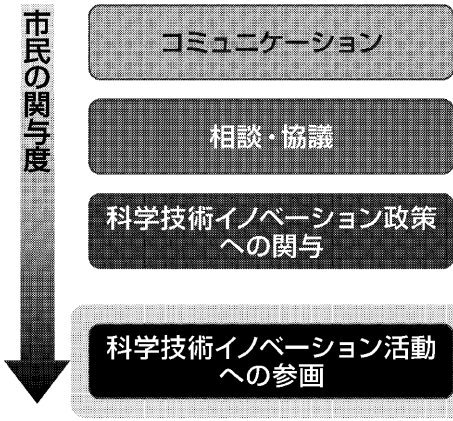 市民の関与度
コミュニケーション
相談・協議
科学技術イノベーション政策
への関与
科学技術イノベーション活動
への参画